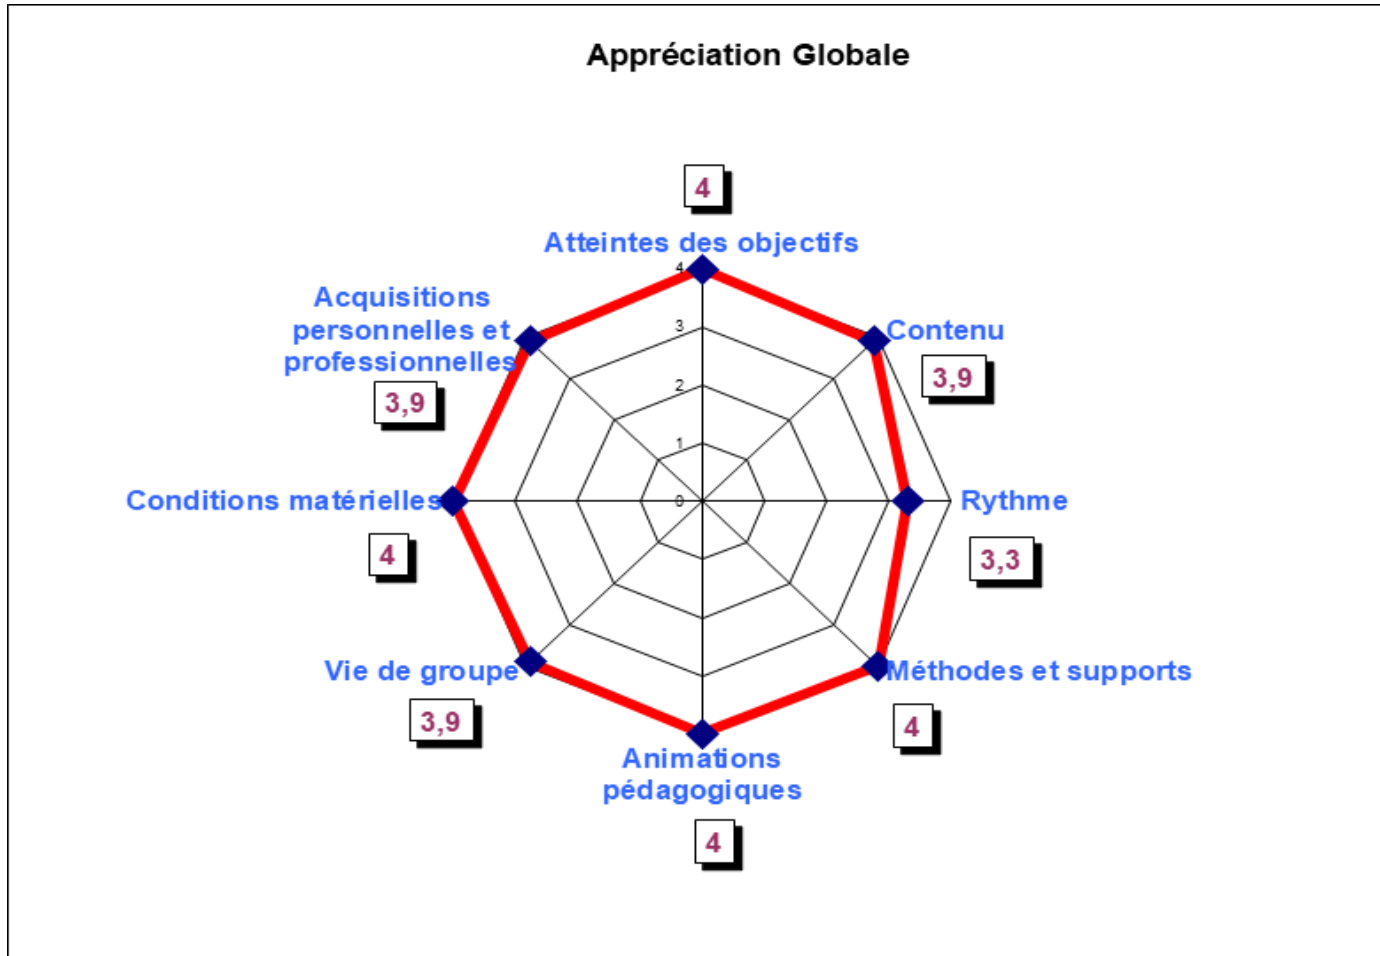 Appréciation Globale
4
Atteintes des objectifs
4
3
2
1
0
Contenu
3,9
Rythme
3,3
Méthodes et supports
4
Animations
pédagogiques
4
Vie de groupe
3,9
Conditions matérielles
4
Acquisitions
personnelles et
professionnelles
3,9